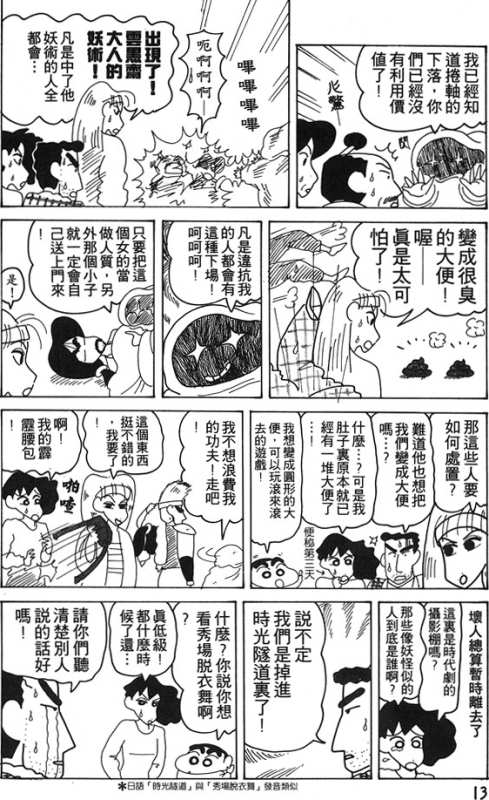 我已經知
道捲軸的
下落，你
們已經沒
有利用價
值了！
閃
嗶嗶嗶嗶
呃啊啊啊——
出現了！
雲黑齋
大人的
妖術！
凡是中了他
妖術的人全
都會…
變成很臭
的大便！
喔——
真是太可
怕了！
凡是違抗我
的人都會有
這種下場！
呵呵呵！
只要把這
個女的當
做人質，另
外那個小子
就一定會自
己送上門來
！
是！
那這些人要
如何處置？
難道他也想把
我們變成大便
嗎…？
什麼…？可是我
肚子裏原本就已
經有一堆大便了
…！
便秘第三天
我想變成圓形的大
便，可以玩滾來滾
去的遊戲！
我不想浪費我
的功夫！走吧
！
這個東西
挺不錯的
，我要了
！
啪喳
啊！
我的霹
靂腰包
壞人總算暫時離去了
這裏是時代劇的
攝影棚嗎？
那些像妖怪似的
人到底是誰啊？
說不定
我們是掉進
時光隧道裏了！
什麼？你說你想
看秀場脫衣舞啊
真低級！
都什麼時
候了還…
請你們聽
清楚別人
說的話好
嗎！
＊日語「時光隧道」與「秀場脫衣舞」發音類似
13